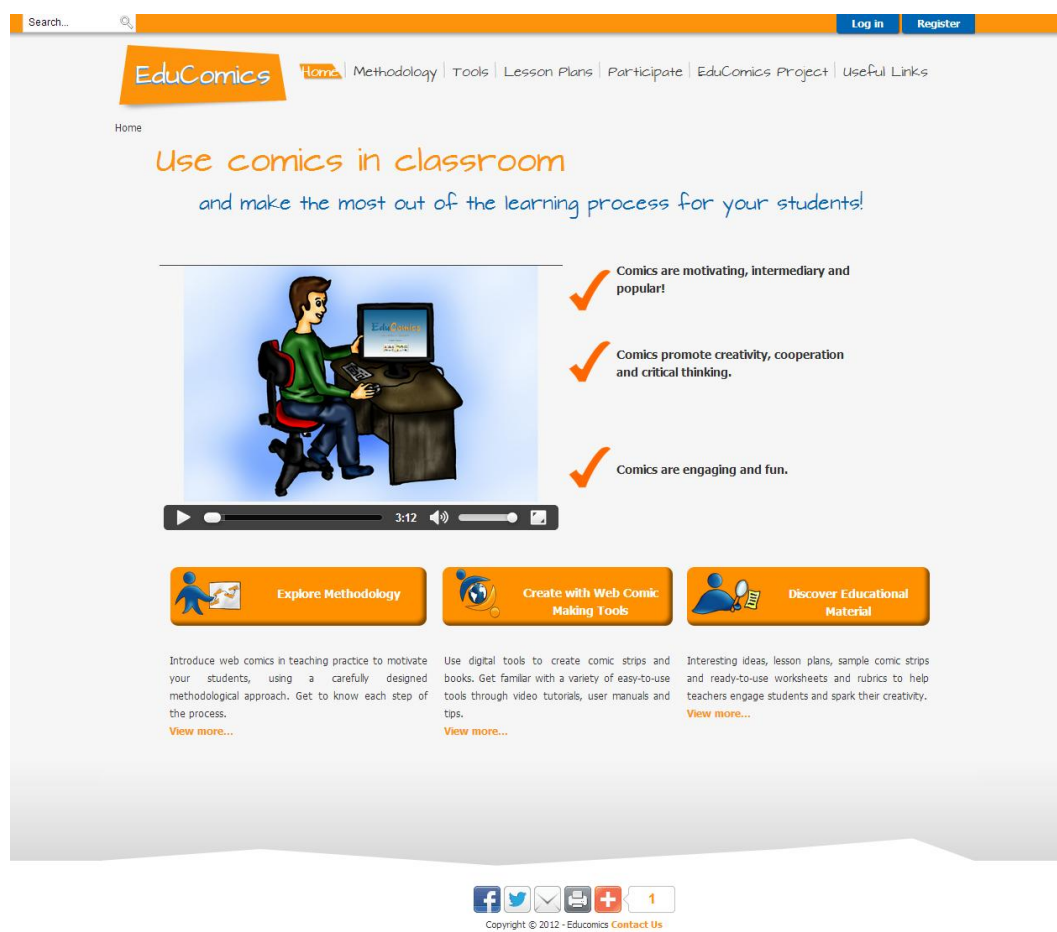 Search...
Log in
Register
EduComics
Home
Methodology
Tools
Lesson Plans
Participate
EduComics Project
Useful Links
Home
Use comics in classroom
and make the most out of the learning process for your students!
EduComics
Comics are motivating, intermediary and
popular!
Comics promote creativity, cooperation
and critical thinking.
Comics are engaging and fun.
3:12
Explore Methodology
Introduce web comics in teaching practice to motivate
your students, using a carefully designed
methodological approach. Get to know each step of
the process.
View more...
Create with Web Comic
Making Tools
Use digital tools to create comic strips and
books. Get familiar with a variety of easy-to-use
tools through video tutorials, user manuals and
tips.
View more...
Discover Educational
Material
Interesting ideas, lesson plans, sample comic strips
and ready-to-use worksheets and rubrics to help
teachers engage students and spark their creativity.
View more...
1
Copyright © 2012 - Educomics Contact Us